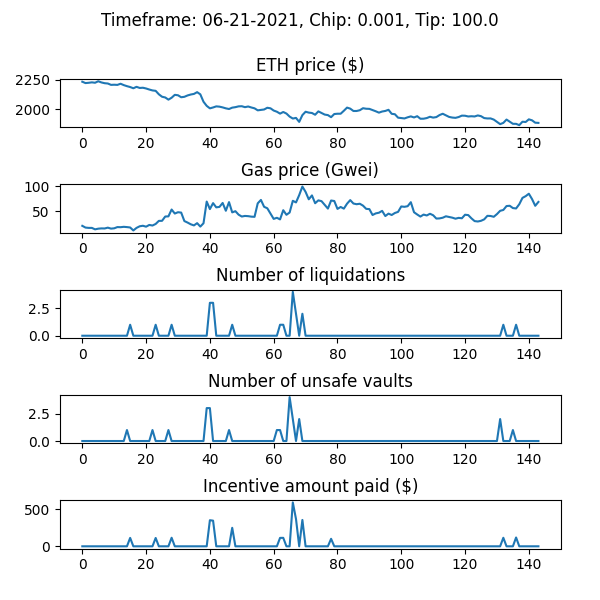 Timeframe: 06-21-2021, Chip: 0.001, Tip: 100.0
ETH price ($)
2250
2000
0 20 40 60 80 100 120 140
Gas price (Gwei)
100
50
0 20 40 60 80 100 120 140
Number of liquidations
2.5
0.0
0 20 40 60 80 100 120 140
Number of unsafe vaults
2.5
0.0
0 20 40 60 80 100 120 140
Incentive amount paid ($)
500
0
0 20 40 60 80 100 120 140